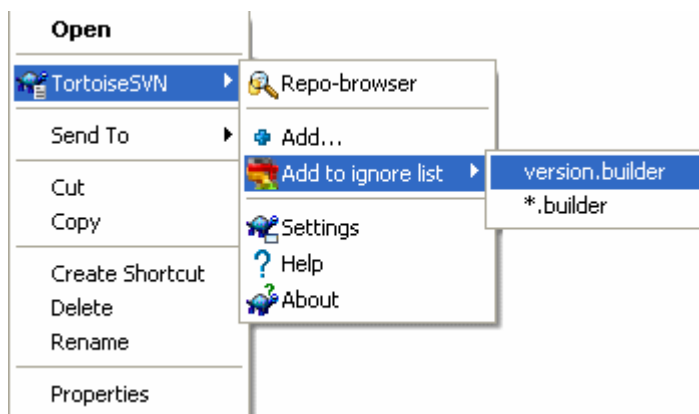 Open
TortoiseSVN
Send To
Cut
Copy
Create Shortcut
Delete
Rename
Properties
Repo-browser
Add...
Add to ignore list
Settings
Help
About
version.builder
*.builder